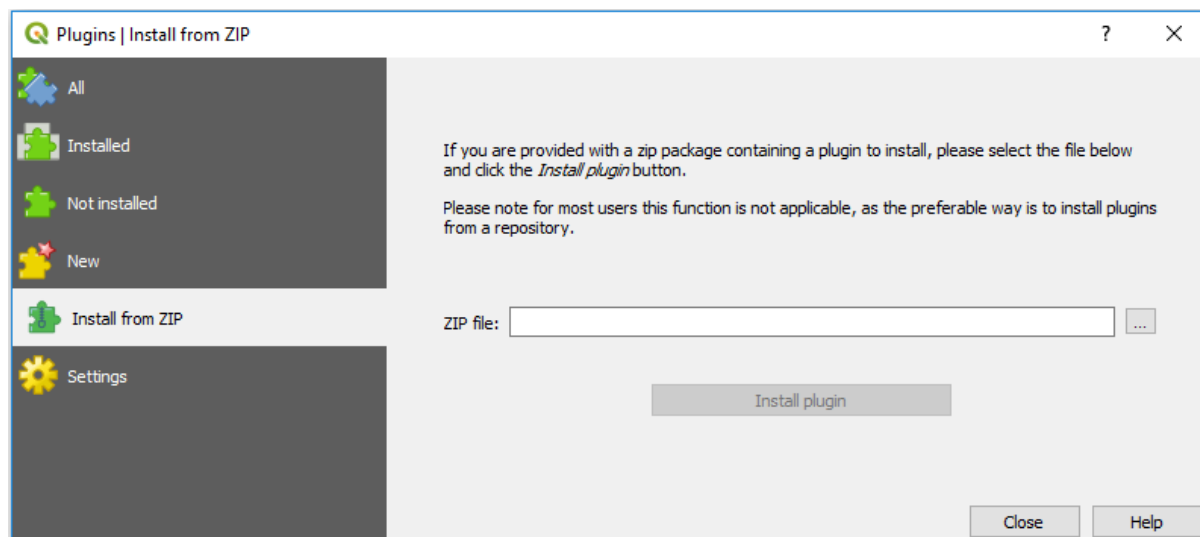 Plugins | Install from ZIP
?
All
Installed
Not installed
New
Install from ZIP
Settings
If you are provided with a zip package containing a plugin to install, please select the file below
and click the Install plugin button.
Please note for most users this function is not applicable, as the preferable way is to install plugins
from a repository.
ZIP file:
...
Install plugin
Close
Help